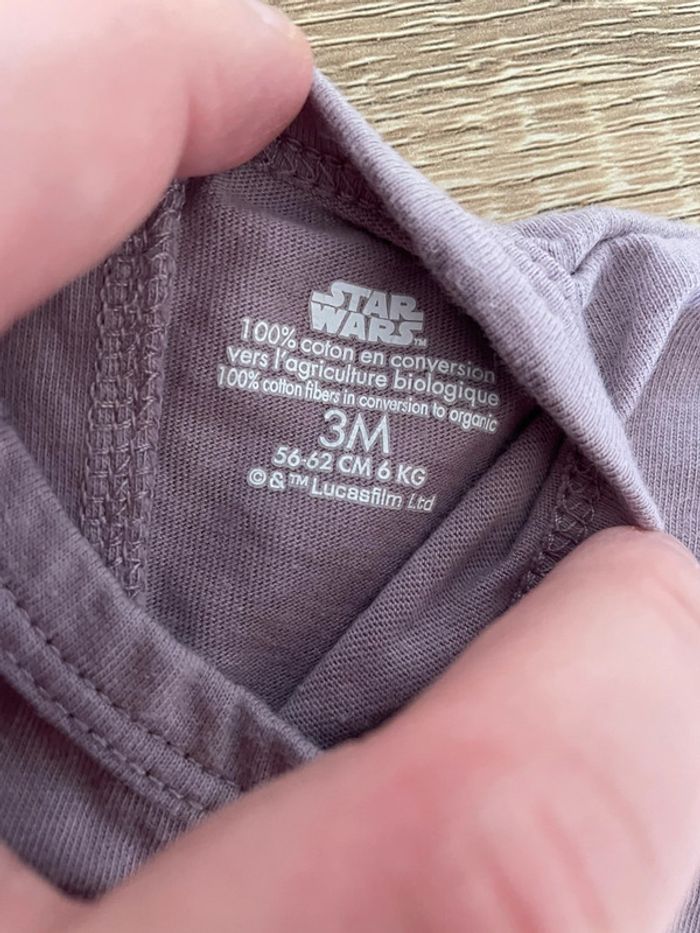 STAR
WARS™
100% coton en conversion
vers l'agriculture biologique
100% cotton fibers in conversion to organic
3M
56-62 CM 6 KG
©&™ Lucasfilm Ltd